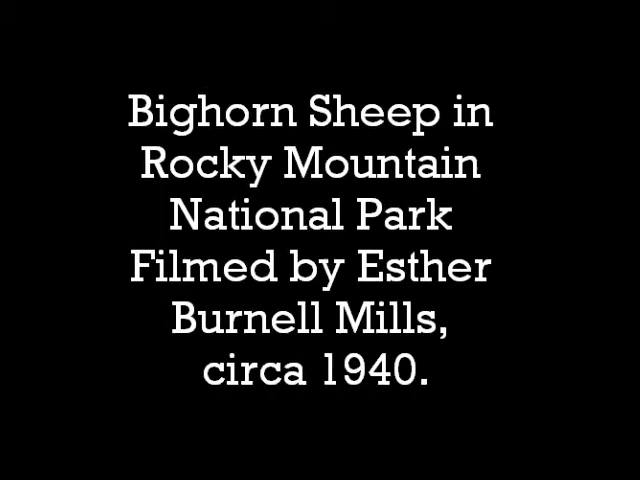 Bighorn Sheep in
Rocky Mountain
National Park
Filmed by Esther
Burnell Mills,
circa 1940.